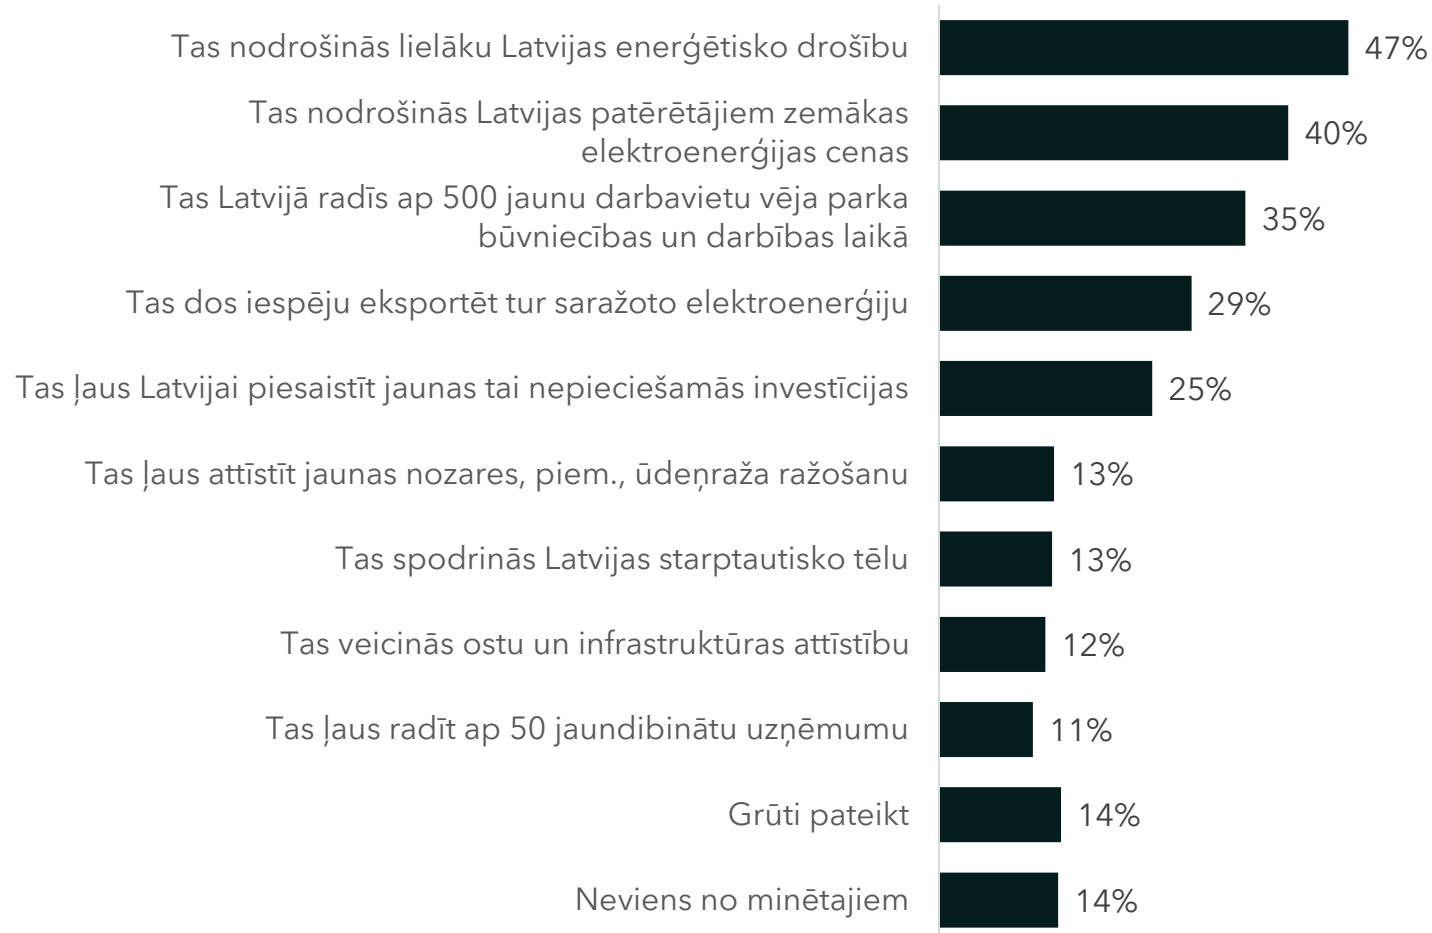 Tas nodrošinās lielāku Latvijas enerģētisko drošību 47%
Tas nodrošinās Latvijas patērētājiem zemākas
elektroenerģijas cenas 40%
Tas Latvijā radīs ap 500 jaunu darbavietu vēja parka
būvniecības un darbības laikā 35%
Tas dos iespēju eksportēt tur saražoto elektroenerģiju 29%
Tas ļaus Latvijai piesaistīt jaunas tai nepieciešamās investīcijas 25%
Tas ļaus attīstīt jaunas nozares, piem., ūdeņraža ražošanu 13%
Tas spodrinās Latvijas starptautisko tēlu 13%
Tas veicinās ostu un infrastruktūras attīstību 12%
Tas ļaus radīt ap 50 jaundibinātu uzņēmumu 11%
Grūti pateikt 14%
Neviens no minētajiem 14%